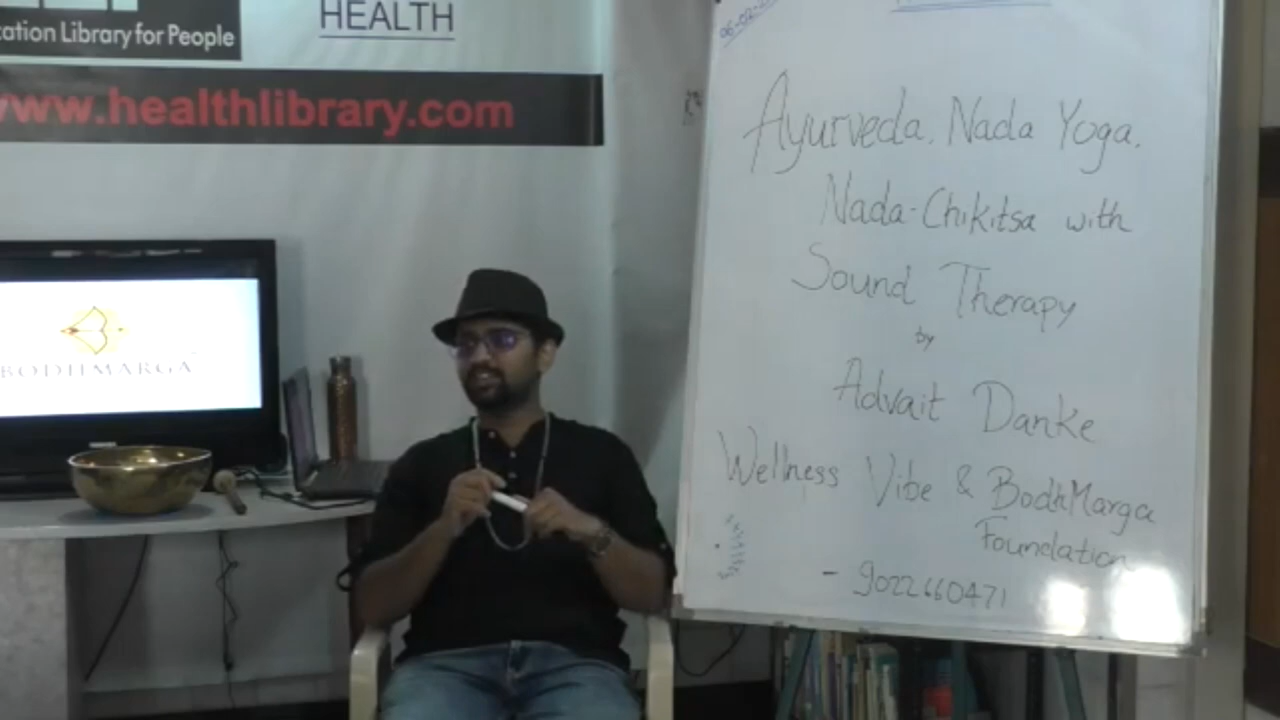 cation Library for People
HEALTH
www.healthlibrary.com
BODHMARGA
Ayurveda, Nada Yoga,
Nada-Chikitsa with
Sound Therapy
by
Advait Danke
Wellness Vibe & BodhMarga
Foundation
- 9022660471